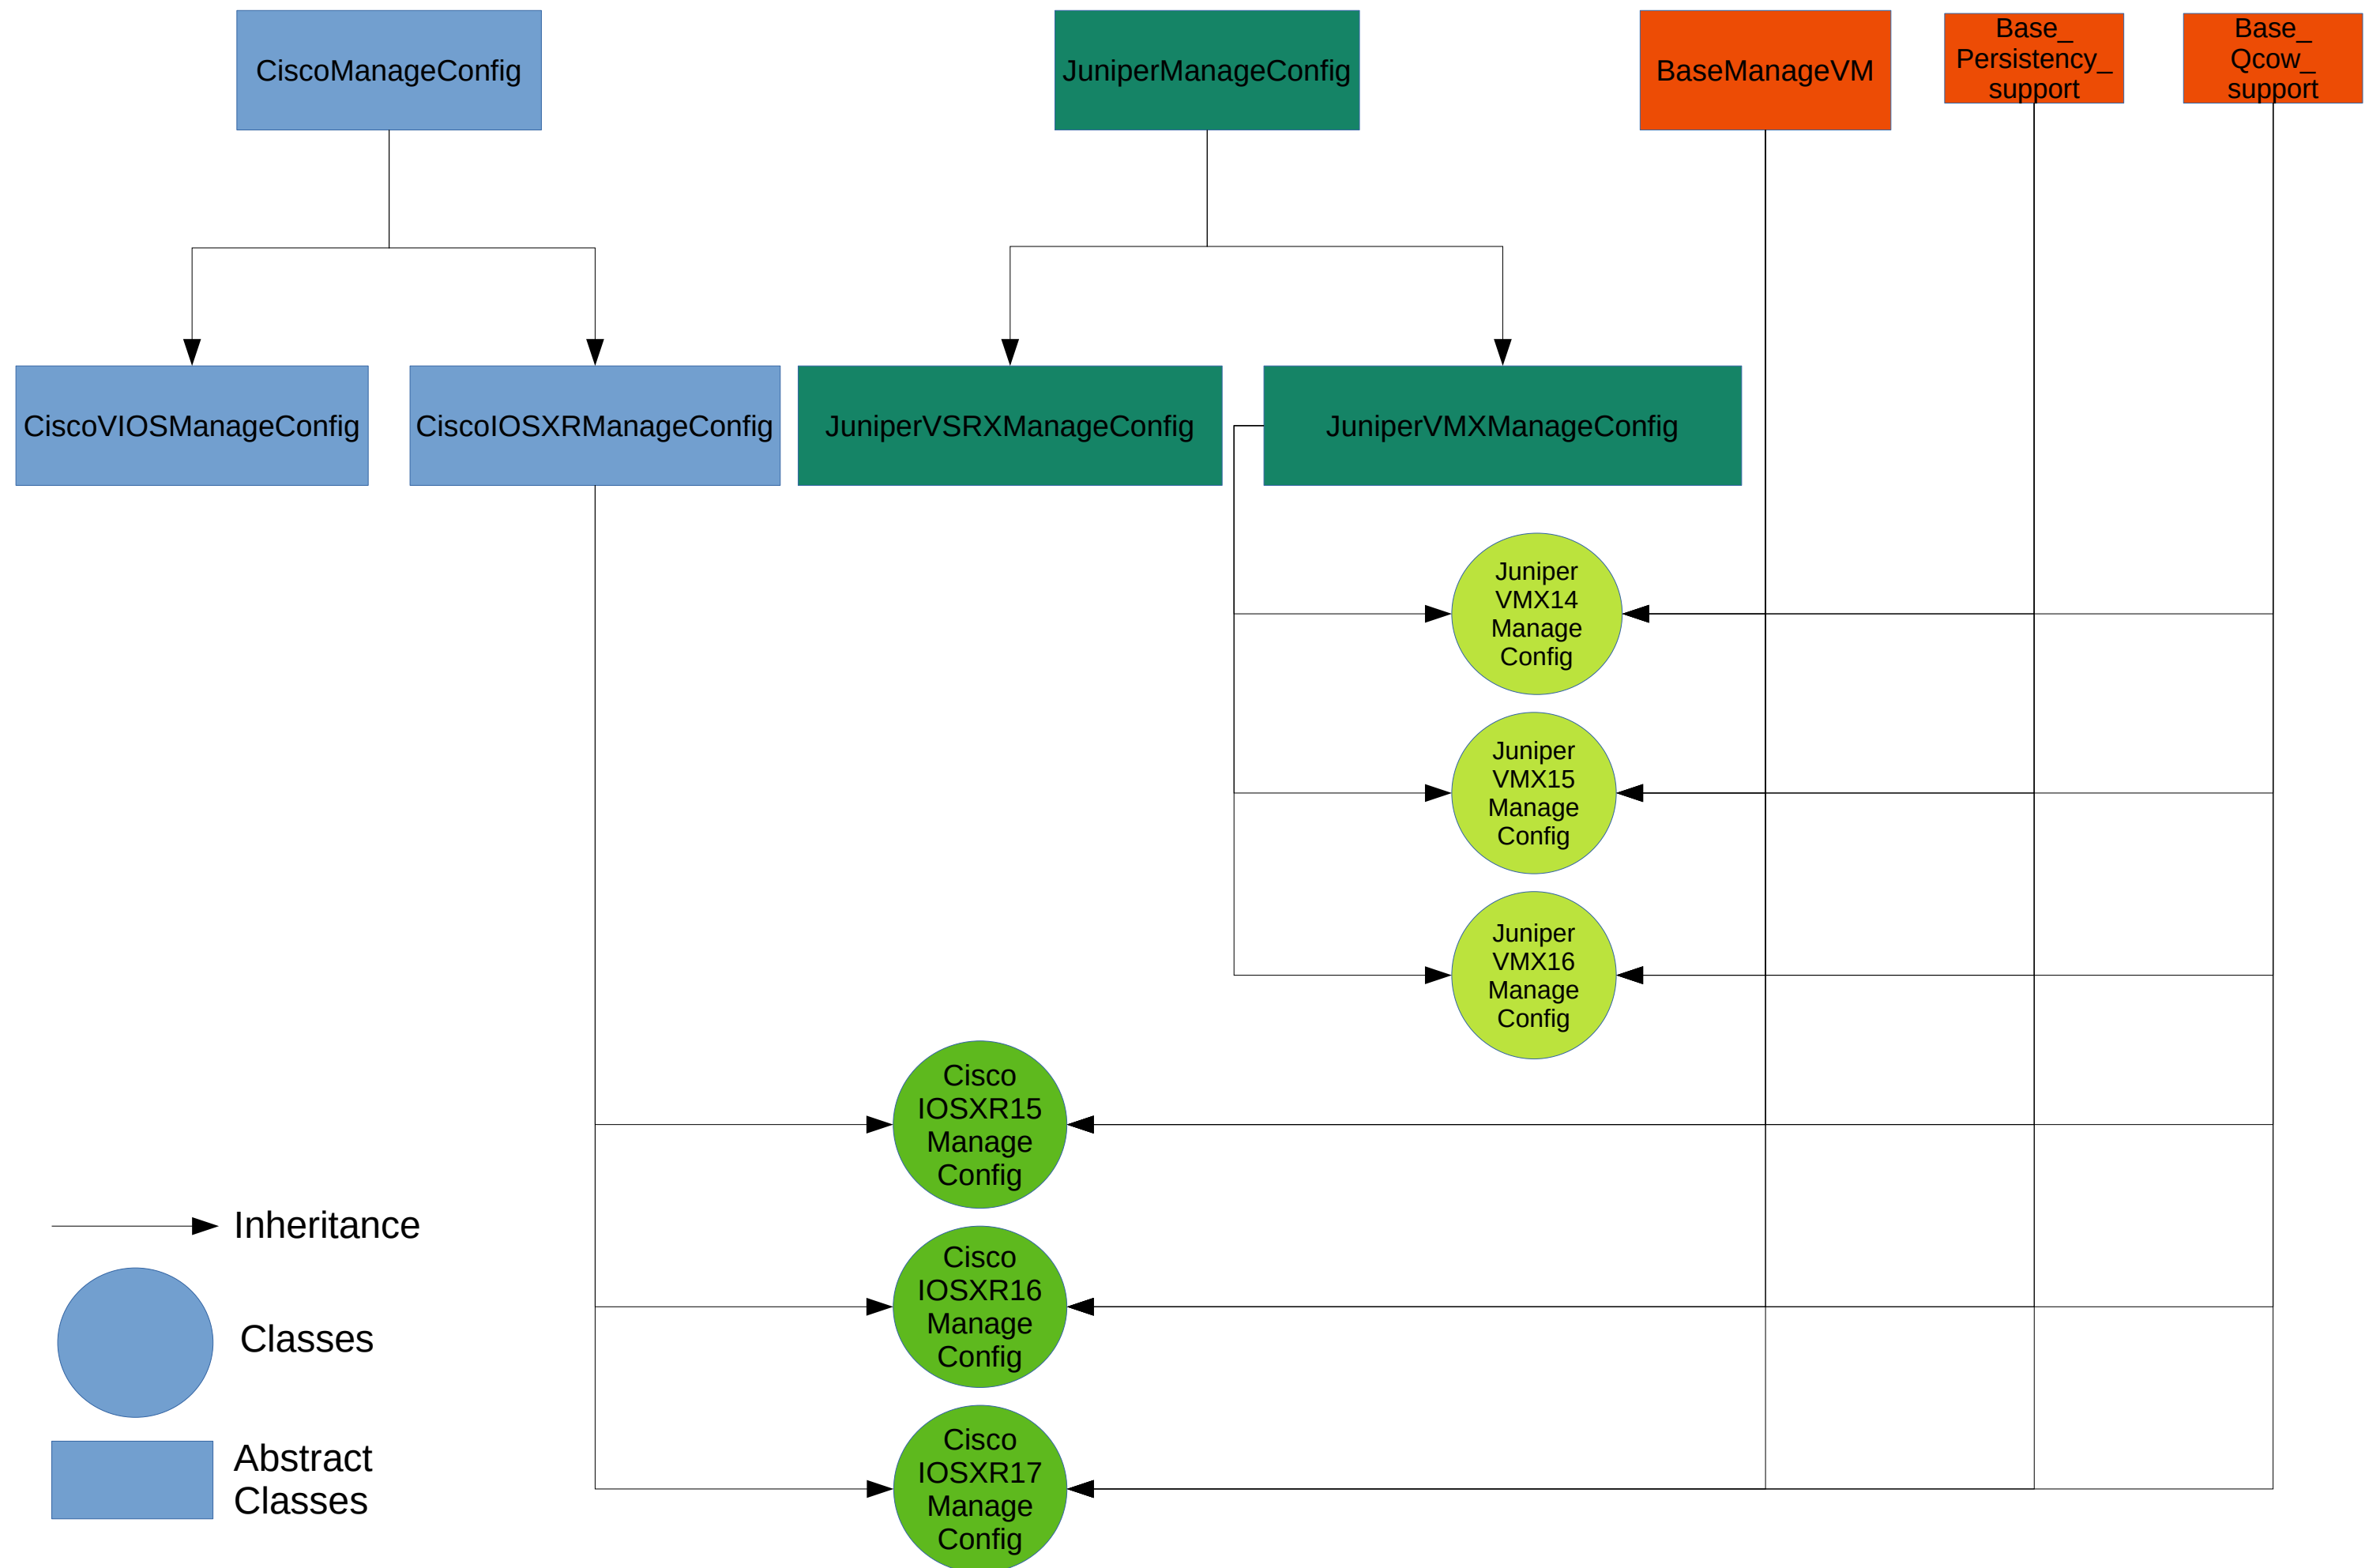 CiscoManageConfig
JuniperManageConfig
BaseManageVM
Base_
Persistency_
support
Base_
Qcow_
support
CiscoVIOSManageConfig
CiscoIOSXRManageConfig
JuniperVSRXManageConfig
JuniperVMXManageConfig
Juniper
VMX14
Manage
Config
Juniper
VMX15
Manage
Config
Juniper
VMX16
Manage
Config
Cisco
IOSXR15
Manage
Config
Cisco
IOSXR16
Manage
Config
Cisco
IOSXR17
Manage
Config
Inheritance
Classes
Abstract
Classes